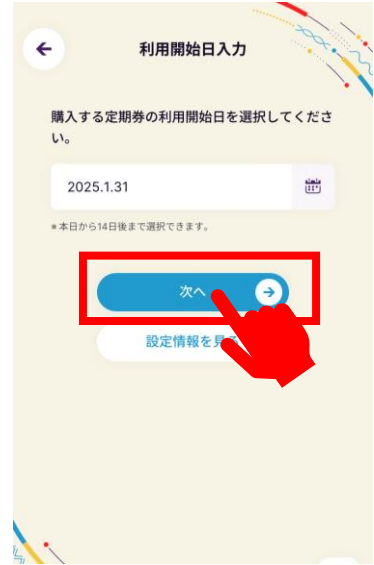 利用開始日入力
購入する定期券の利用開始日を選択してくださ
い。
2025.1.31
※本日から14日後まで選択できます。
次へ
設定情報を見る